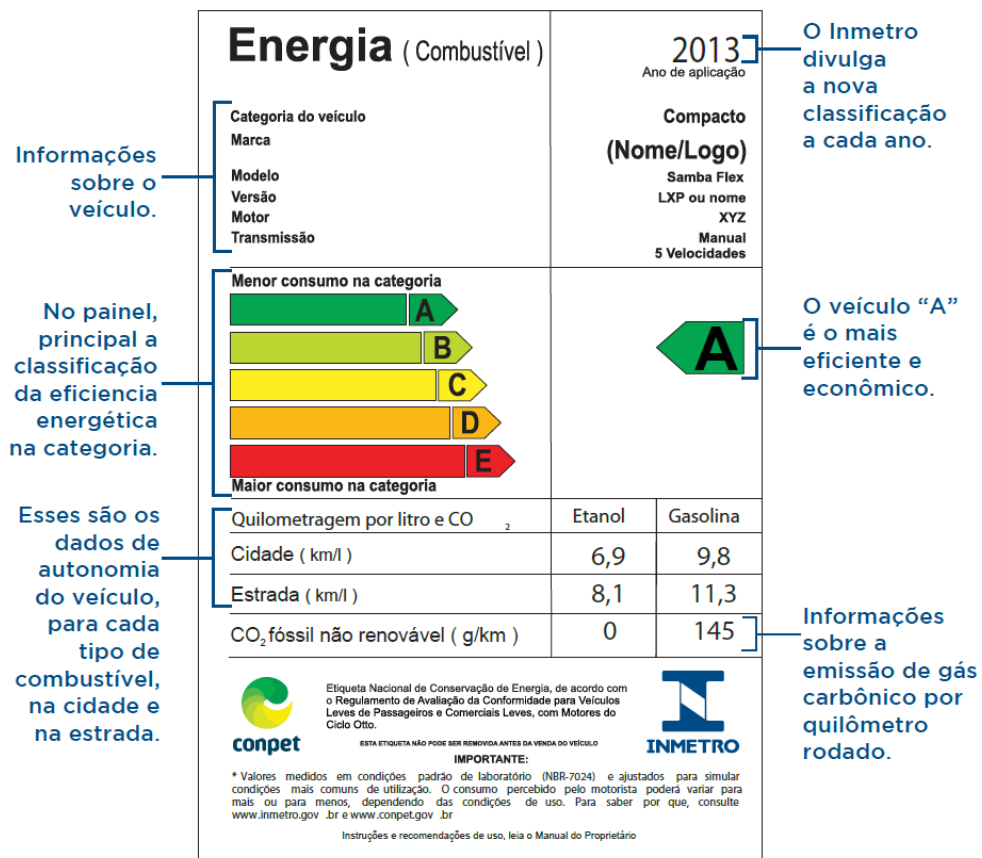 Energia ( Combustível )
2013
Ano de aplicação
O Inmetro
divulga
a nova
classificação
a cada ano.
Informações
sobre o
veículo.
Categoria do veículo
Compacto
Marca
(Nome/Logo)
Modelo
Samba Flex
Versão
LXP ou nome
Motor
XYZ
Transmissão
Manual
5 Velocidades
No painel,
principal a
classificação
da eficiencia
energética
na categoria.
Menor consumo na categoria
A
B
C
D
E
Maior consumo na categoria
A
O veículo “A”
é o mais
eficiente e
econômico.
Esses são os
dados de
autonomia
do veículo,
para cada
tipo de
combustível,
na cidade e
na estrada.
Quilometragem por litro e CO 2 Etanol Gasolina
Cidade ( km/l ) 6,9 9,8
Estrada ( km/l ) 8,1 11,3
CO2 fóssil não renovável ( g/km ) 0 145
Informações
sobre a
emissão de gás
carbônico por
quilômetro
rodado.
conpet
Etiqueta Nacional de Conservação de Energia, de acordo com
o Regulamento de Avaliação da Conformidade para Veículos
Leves de Passageiros e Comerciais Leves, com Motores do
Ciclo Otto.
ESTA ETIQUETA NÃO PODE SER REMOVIDA ANTES DA VENDA DO VEÍCULO
INMETRO
IMPORTANTE:
* Valores medidos em condições padrão de laboratório (NBR-7024) e ajustados para simular
condições mais comuns de utilização. O consumo percebido pelo motorista poderá variar para
mais ou para menos, dependendo das condições de uso. Para saber por que, consulte
www.inmetro.gov .br e www.conpet.gov .br
Instruções e recomendações de uso, leia o Manual do Proprietário